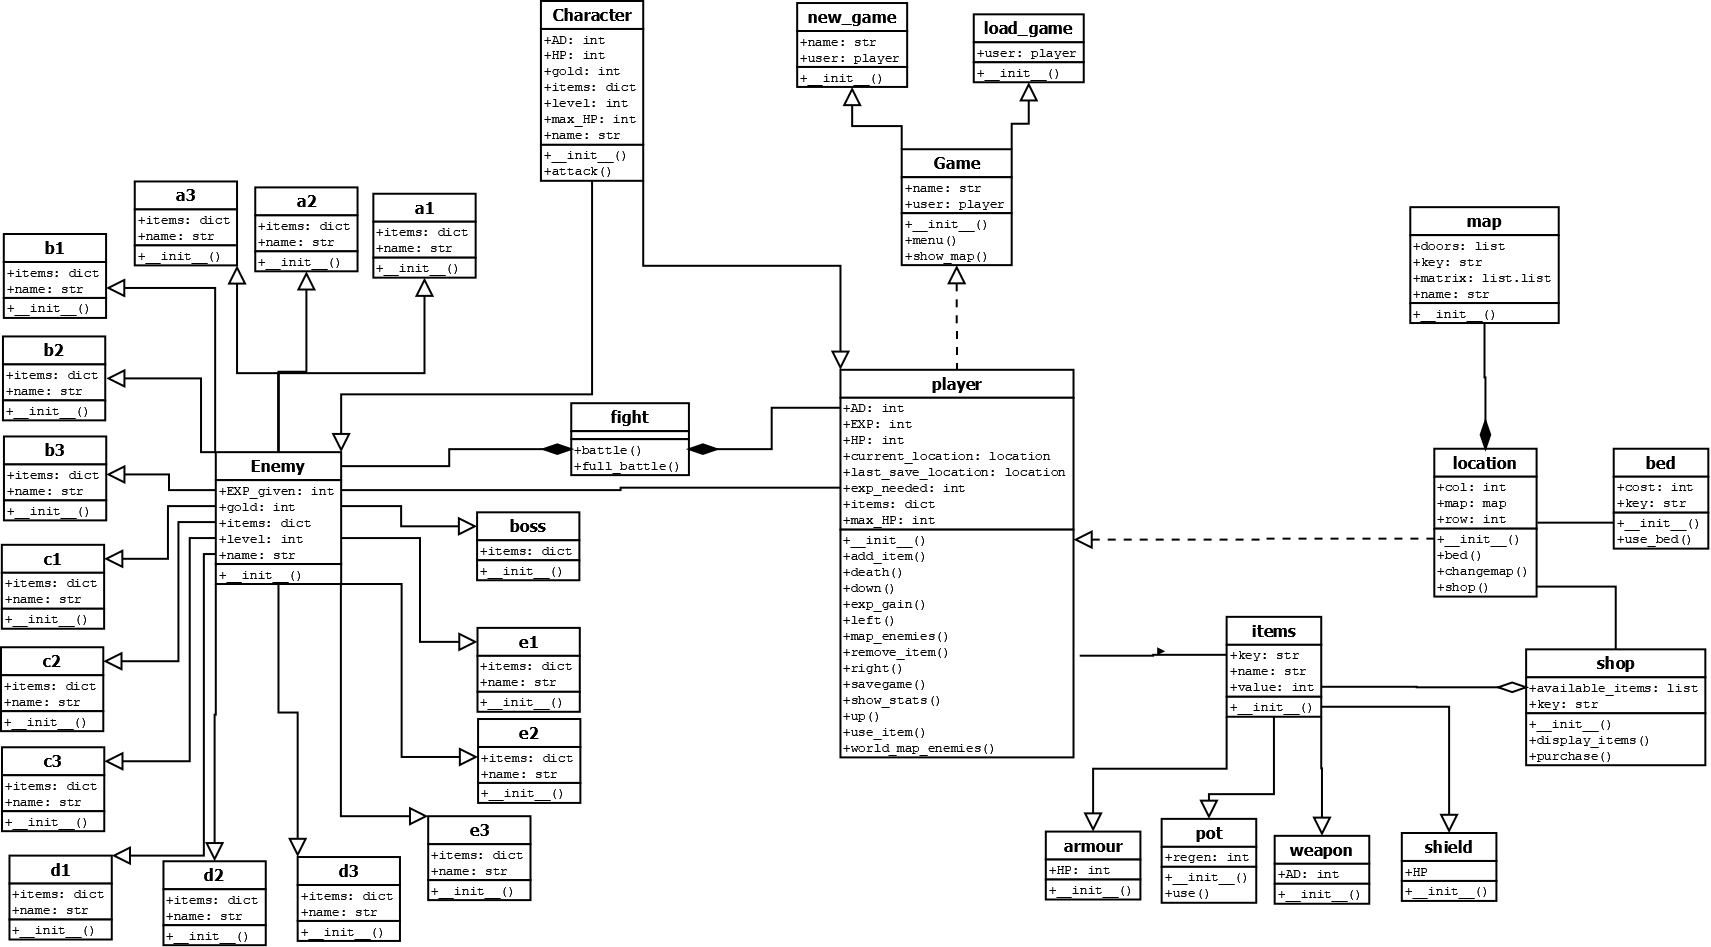 Character
+AD: int
+HP: int
+gold: int
+items: dict
+level: int
+max_HP: int
+name: str
+__init__()
+attack()
new_game
+name: str
+user: player
+__init__()
load_game
+user: player
+__init__()
Game
+name: str
+user: player
+__init__()
+menu()
+show_map()
a3
+items: dict
+name: str
+__init__()
a2
+items: dict
+name: str
+__init__()
a1
+items: dict
+name: str
+__init__()
b1
+items: dict
+name: str
+__init__()
b2
+items: dict
+name: str
+__init__()
b3
+items: dict
+name: str
+__init__()
c1
+items: dict
+name: str
+__init__()
c2
+items: dict
+name: str
+__init__()
c3
+items: dict
+name: str
+__init__()
d1
+items: dict
+name: str
+__init__()
d2
+items: dict
+name: str
+__init__()
d3
+items: dict
+name: str
+__init__()
Enemy
+EXP_given: int
+gold: int
+items: dict
+level: int
+name: str
+__init__()
fight
+battle()
+full_battle()
boss
+items: dict
+__init__()
e1
+items: dict
+name: str
+__init__()
e2
+items: dict
+name: str
+__init__()
e3
+items: dict
+name: str
+__init__()
player
+AD: int
+EXP: int
+HP: int
+current_location: location
+last_save_location: location
+exp_needed: int
+items: dict
+max_HP: int
+__init__()
+add_item()
+death()
+down()
+exp_gain()
+left()
+map_enemies()
+remove_item()
+right()
+savegame()
+show_stats()
+up()
+use_item()
+world_map_enemies()
map
+doors: list
+key: str
+matrix: list.list
+name: str
+__init__()
location
+col: int
+map: map
+row: int
+__init__()
+bed()
+changemap()
+shop()
bed
+cost: int
+key: str
+__init__()
+use_bed()
items
+key: str
+name: str
+value: int
+__init__()
shop
+available_items: list
+key: str
+__init__()
+display_items()
+purchase()
armour
+HP: int
+__init__()
pot
+regen: int
+__init__()
+use()
weapon
+AD: int
+__init__()
shield
+HP
+__init__()